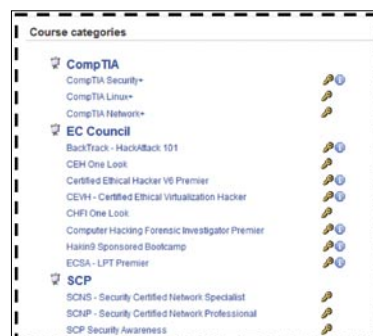 Course categories
CompTIA
CompTIA Security+
CompTIA Linux+
CompTIA Network+
EC Council
BackTrack - HackAttack 101
CEH One Look
Certified Ethical Hacker V6 Premier
CEVH - Certified Ethical Virtualization Hacker
CHFI One Look
Computer Hacking Forensic Investigator Premier
Hakin9 Sponsored Bootcamp
ECSA - LPT Premier
SCP
SCNS - Security Certified Network Specialist
SCNP - Security Certified Network Professional
SCP Security Awareness